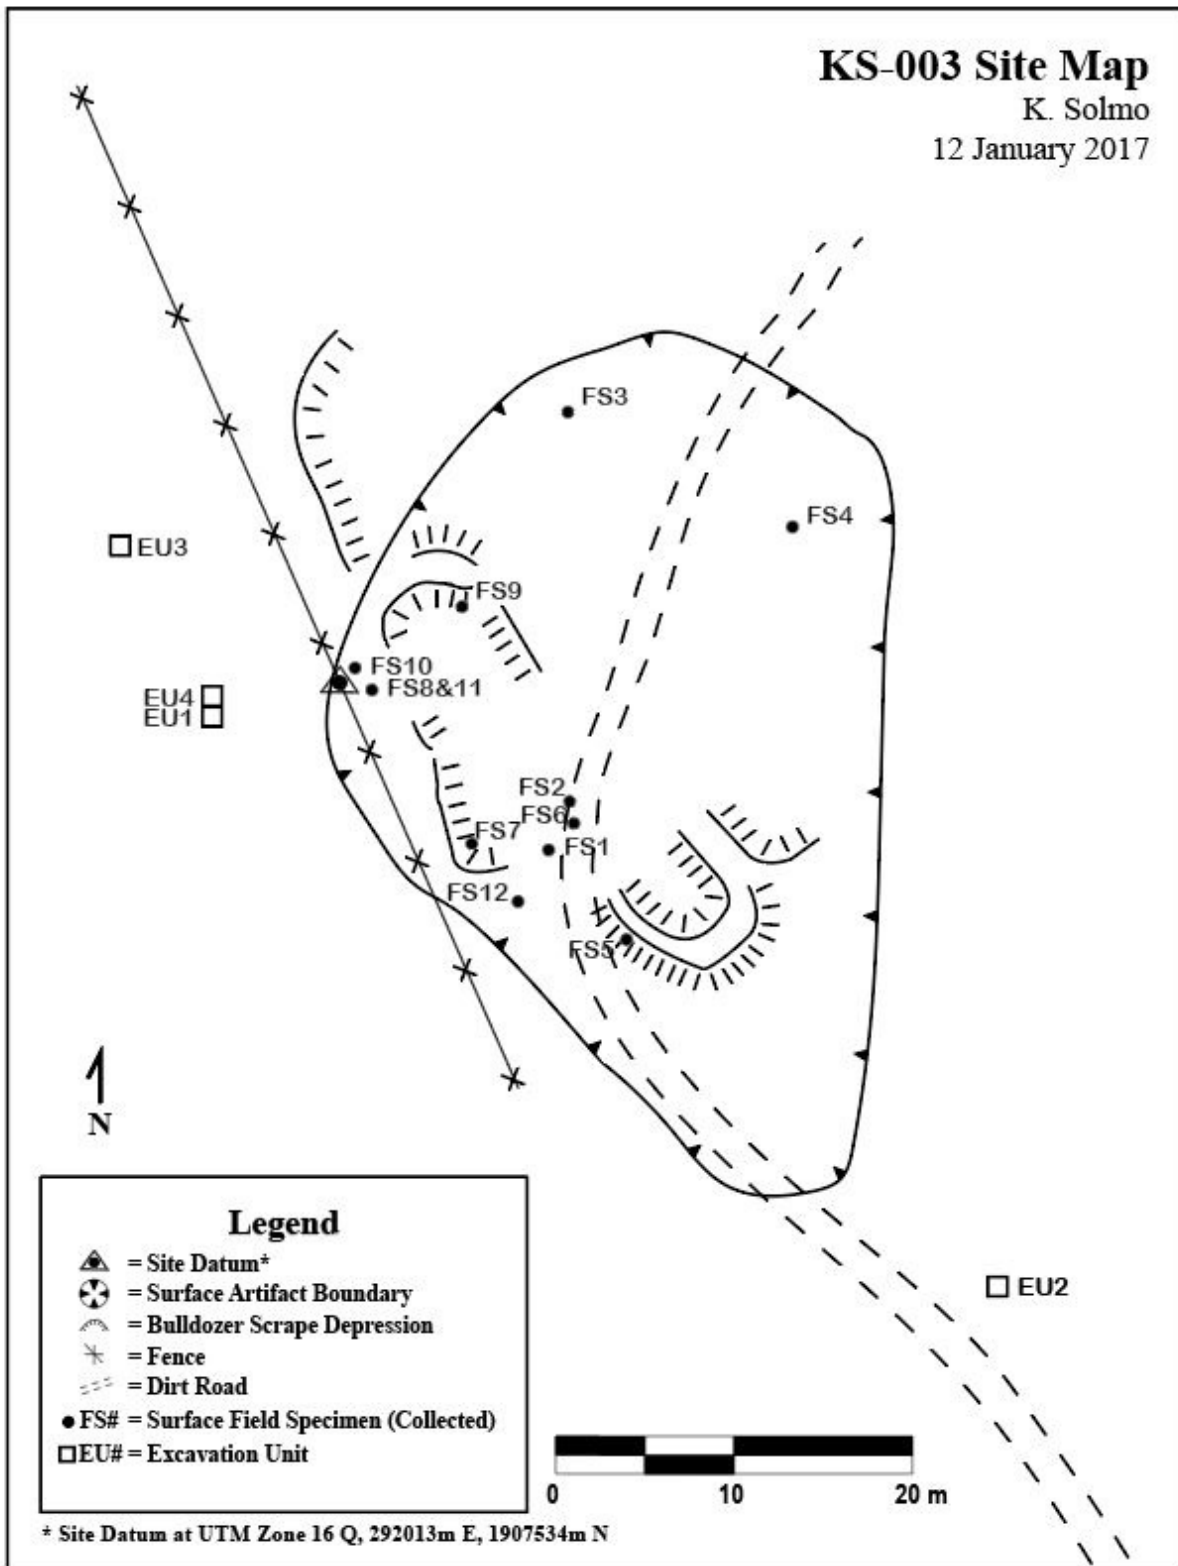 KS-003 Site Map
K. Solmo
12 January 2017
FS3
FS4
EU3
FS9
FS10
EU4
FS8&11
EU1
FS2
FS6
FS7
FS1
FS12
FS5
N
EU2
Legend
= Site Datum*
= Surface Artifact Boundary
= Bulldozer Scrape Depression
= Fence
= Dirt Road
FS# = Surface Field Specimen (Collected)
EU# = Excavation Unit
0 10 20 m
* Site Datum at UTM Zone 16 Q, 292013m E, 1907534m N